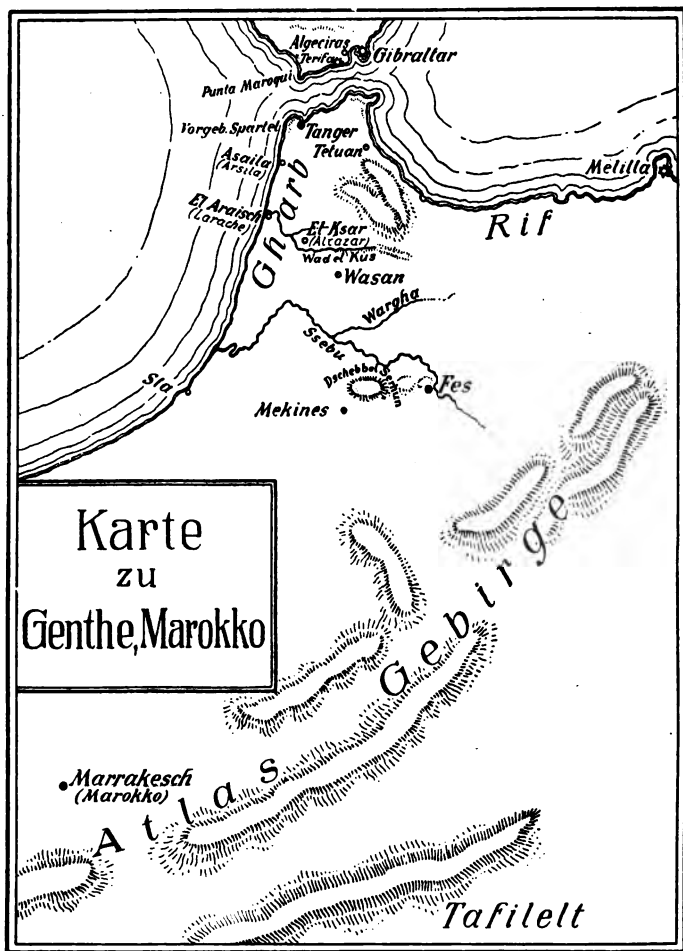 Algeciras
Terifa
Gibraltar
Punta Maroqui
Vorgeb. Spartel
Tanger
Tetuan
Asaila
(Arsila)
Melilla
El Araisch
(Larache)
Gharb
Rif
El-Ksar
(Alcazar)
Wad el Kus
Wasan
Wargha
Ssebu
Dschebbel Selfun
Sla
Fes
Mekines
Karte
zu
Genthe, Marokko
Atlas Gebirge
Marrakesch
(Marokko)
Tafilelt